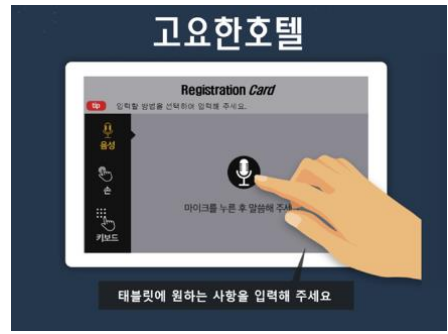 고요한호텔
Registration Card
tip 입력할 방법을 선택하여 입력해 주세요.
음성
손
키보드
마이크를 누른 후 말씀해 주세
태블릿에 원하는 사항을 입력해 주세요